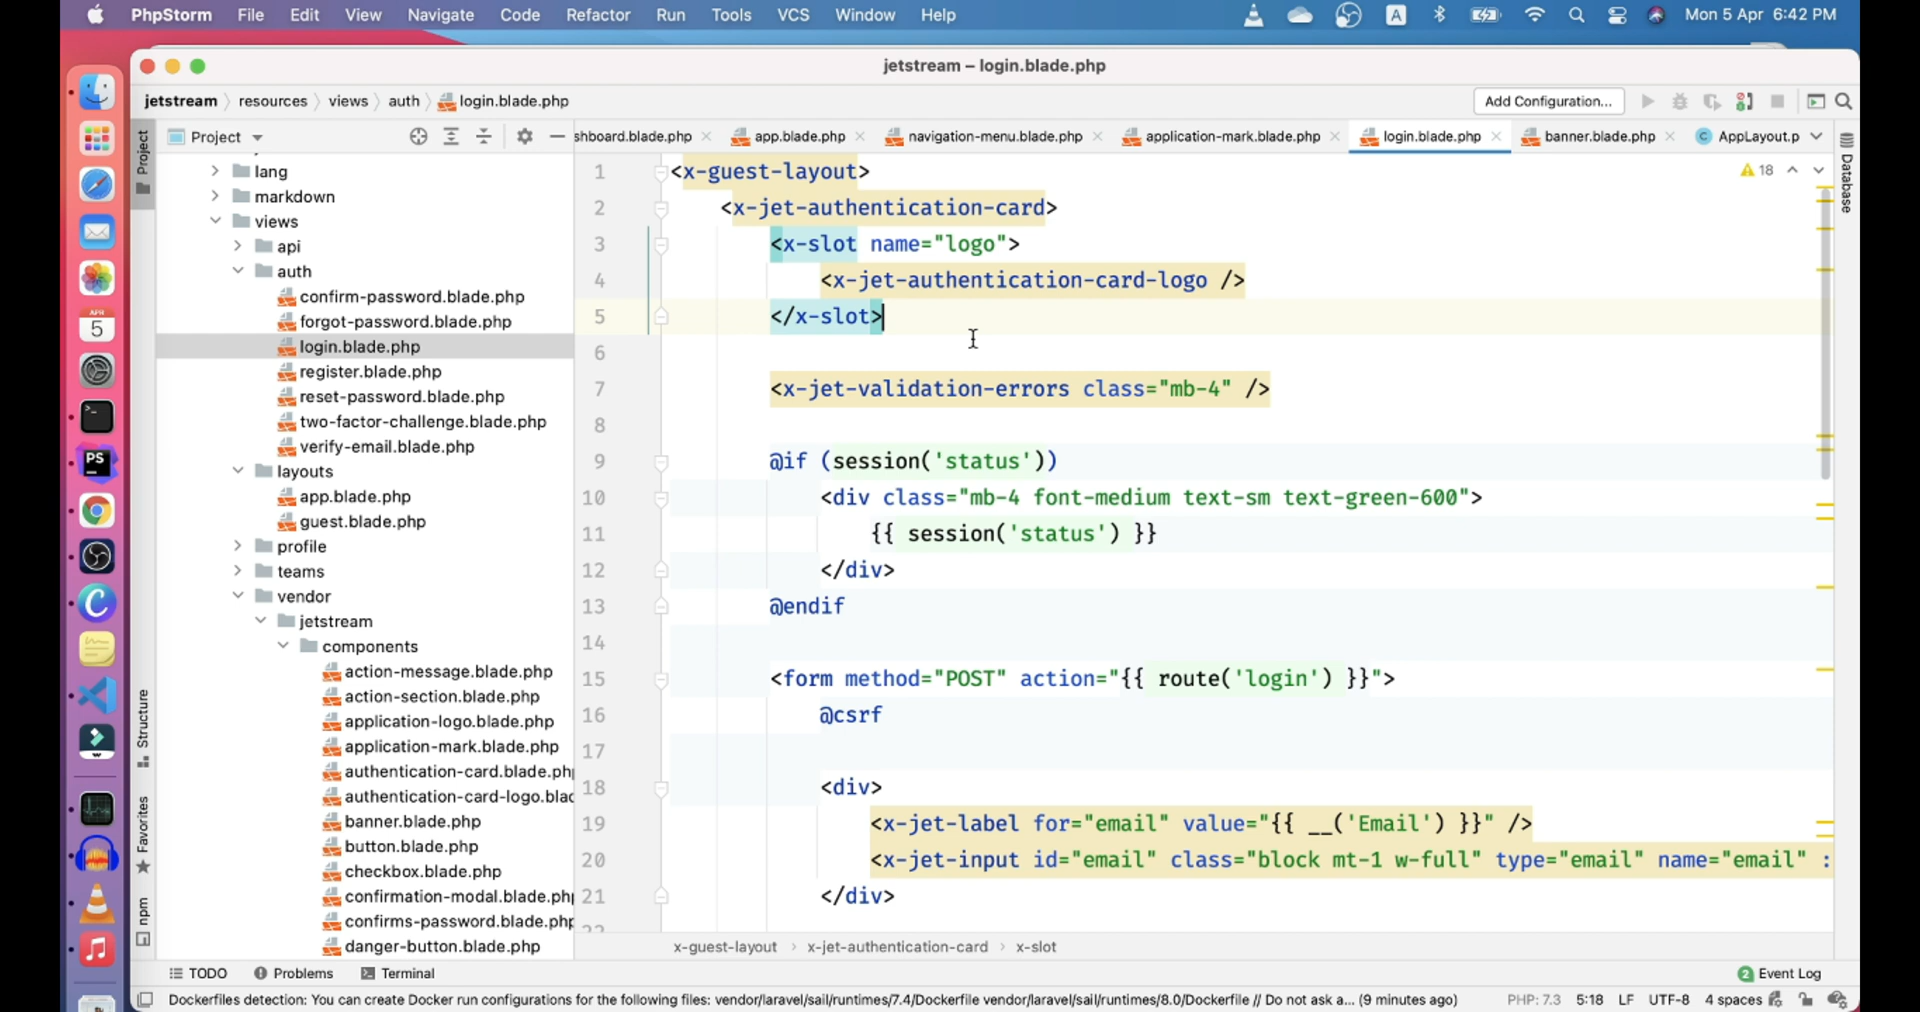 PhpStorm File Edit View Navigate Code Refactor Run Tools VCS Window Help A Mon 5 Apr 6:42 PM
jetstream – login.blade.php
jetstream resources views auth login.blade.php Add Configuration...
Project shboard.blade.php app.blade.php navigation-menu.blade.php application-mark.blade.php login.blade.php banner.blade.php C AppLayout.p
Project
Database
Structure
Favorites
npm
APR
5
PS
lang
markdown
views
api
auth
confirm-password.blade.php
forgot-password.blade.php
login.blade.php
register.blade.php
reset-password.blade.php
two-factor-challenge.blade.php
verify-email.blade.php
layouts
app.blade.php
guest.blade.php
profile
teams
vendor
jetstream
components
action-message.blade.php
action-section.blade.php
application-logo.blade.php
application-mark.blade.php
authentication-card.blade.ph
authentication-card-logo.blad
banner.blade.php
button.blade.php
checkbox.blade.php
confirmation-modal.blade.ph
confirms-password.blade.php
danger-button.blade.php
18
1 <x-guest-layout>
2 <x-jet-authentication-card>
3 <x-slot name="logo">
4 <x-jet-authentication-card-logo />
5 </x-slot>
6
7 <x-jet-validation-errors class="mb-4" />
8
9 @if (session('status'))
10 <div class="mb-4 font-medium text-sm text-green-600">
11 {{ session('status') }}
12 </div>
13 @endif
14
15 <form method="POST" action="{{ route('login') }}">
16 @csrf
17
18 <div>
19 <x-jet-label for="email" value="{{ __('Email') }}" />
20 <x-jet-input id="email" class="block mt-1 w-full" type="email" name="email" :
21 </div>
22
x-guest-layout x-jet-authentication-card x-slot
TODO Problems Terminal 2 Event Log
Dockerfiles detection: You can create Docker run configurations for the following files: vendor/laravel/sail/runtimes/7.4/Dockerfile vendor/laravel/sail/runtimes/8.0/Dockerfile // Do not ask a... (9 minutes ago) PHP: 7.3 5:18 LF UTF-8 4 spaces